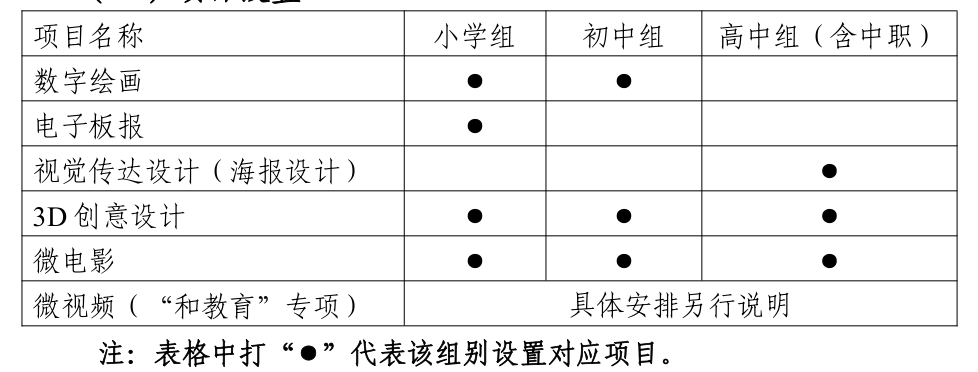 项目名称 小学组 初中组 高中组（含中职）
数字绘画 ● ●
电子板报 ●
视觉传达设计（海报设计） ●
3D 创意设计 ● ● ●
微电影 ● ● ●
微视频（“和教育”专项） 具体安排另行说明
注：表格中打“●”代表该组别设置对应项目。